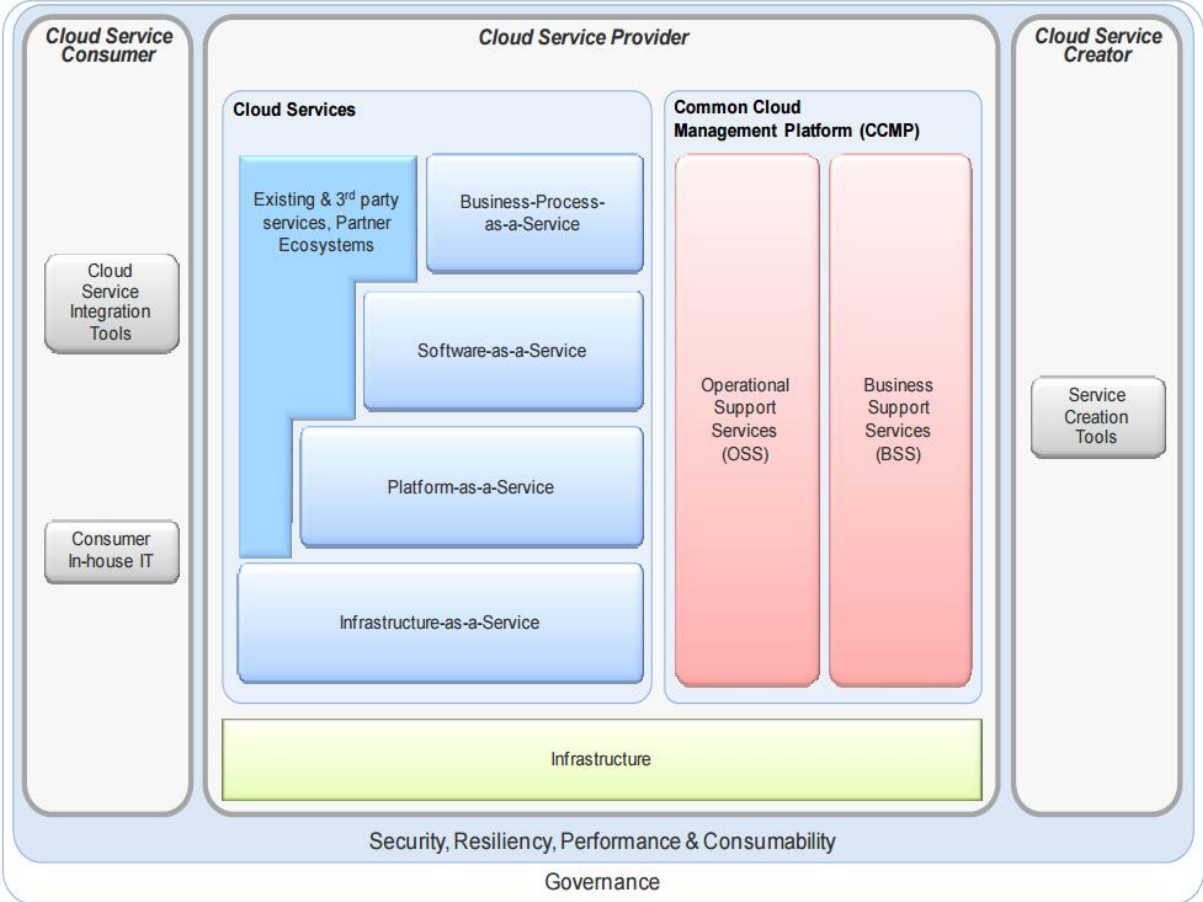 Cloud Service
Consumer
Cloud Service Provider
Cloud Service
Creator
Cloud Services
Common Cloud
Management Platform (CCMP)
Existing & 3rd party
services, Partner
Ecosystems
Business-Process-
as-a-Service
Cloud
Service
Integration
Tools
Software-as-a-Service
Operational
Support
Services
(OSS)
Business
Support
Services
(BSS)
Service
Creation
Tools
Platform-as-a-Service
Consumer
In-house IT
Infrastructure-as-a-Service
Infrastructure
Security, Resiliency, Performance & Consumability
Governance